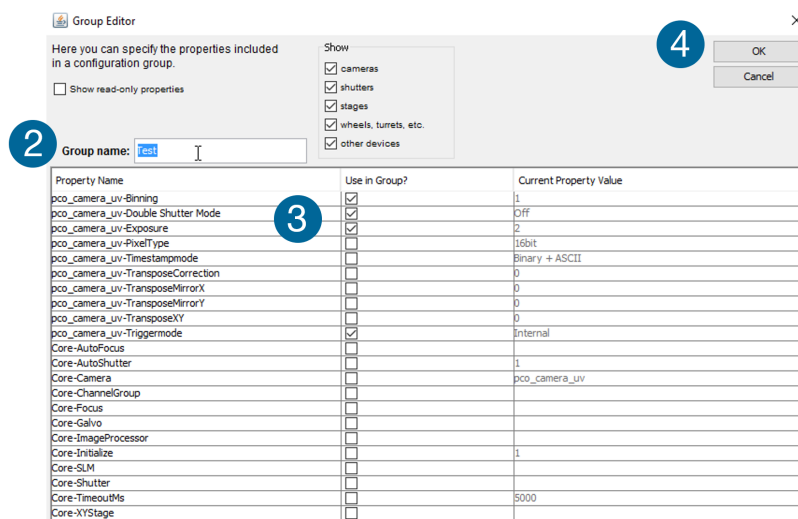 Group Editor
Here you can specify the properties included
in a configuration group.
Show read-only properties
Show
cameras
shutters
stages
wheels, turrets, etc.
other devices
4
OK
Cancel
2
Group name: Test
Property Name Use in Group? Current Property Value
pco_camera_uv-Binning 1
pco_camera_uv-Double Shutter Mode Off
3
pco_camera_uv-Exposure 2
pco_camera_uv-PixelType 16bit
pco_camera_uv-Timestampmode Binary + ASCII
pco_camera_uv-TransposeCorrection 0
pco_camera_uv-TransposeMirrorX 0
pco_camera_uv-TransposeMirrorY 0
pco_camera_uv-TransposeXY 0
pco_camera_uv-Triggermode Internal
Core-AutoFocus
Core-AutoShutter 1
Core-Camera pco_camera_uv
Core-ChannelGroup
Core-Focus
Core-Galvo
Core-ImageProcessor
Core-Initialize 1
Core-SLM
Core-Shutter
Core-TimeoutMs 5000
Core-XYStage